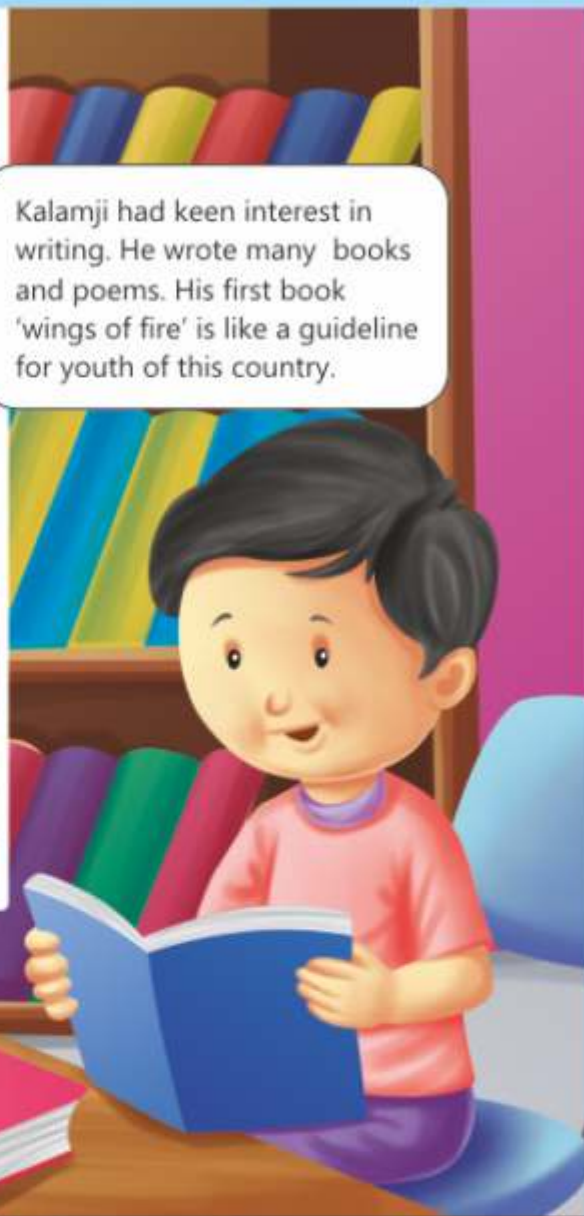 Kalamji had keen interest in
writing. He wrote many books
and poems. His first book
‘wings of fire’ is like a guideline
for youth of this country.